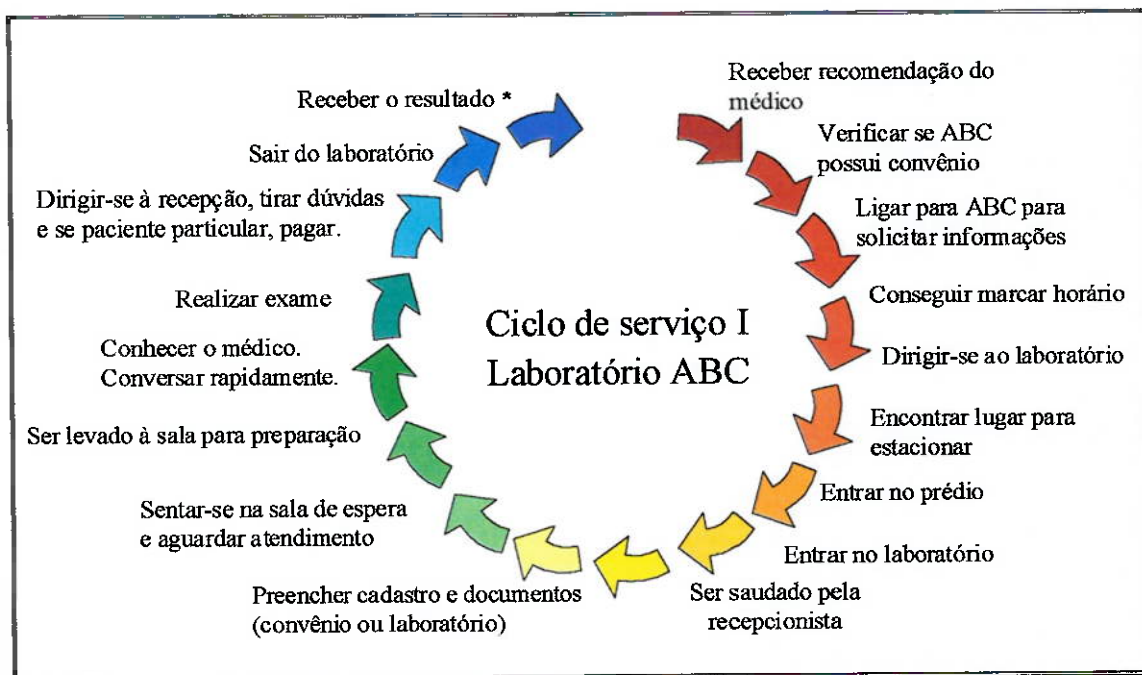 Receber recomendação do
médico
Verificar se ABC
possui convênio
Ligar para ABC para
solicitar informações
Conseguir marcar horário
Dirigir-se ao laboratório
Encontrar lugar para
estacionar
Entrar no prédio
Entrar no laboratório
Ser saudado pela
recepcionista
Preencher cadastro e documentos
(convênio ou laboratório)
Sentar-se na sala de espera
e aguardar atendimento
Ser levado à sala para preparação
Conhecer o médico.
Conversar rapidamente.
Realizar exame
Dirigir-se à recepção, tirar dúvidas
e se paciente particular, pagar.
Sair do laboratório
Receber o resultado *
Ciclo de serviço I
Laboratório ABC